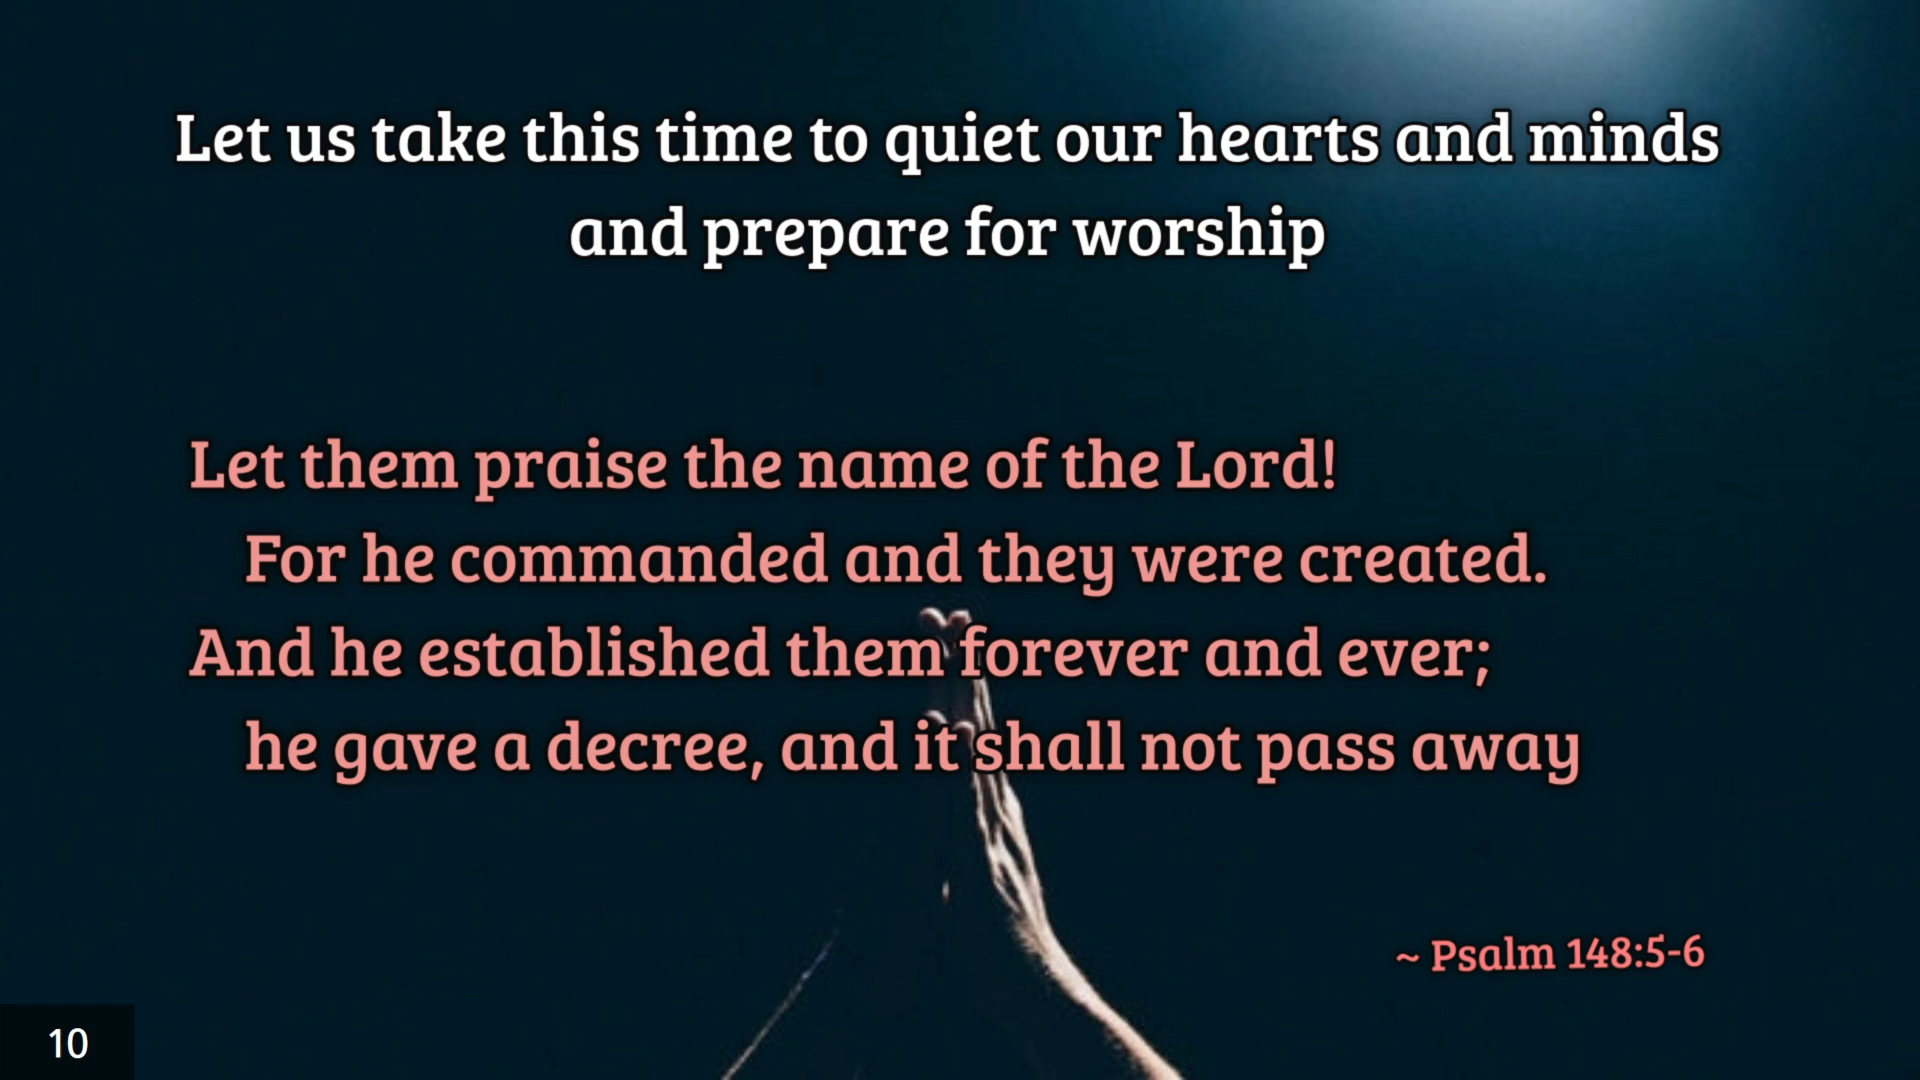 Let us take this time to quiet our hearts and minds
and prepare for worship
Let them praise the name of the Lord!
For he commanded and they were created.
And he established them forever and ever;
he gave a decree, and it shall not pass away
~ Psalm 148:5-6
10